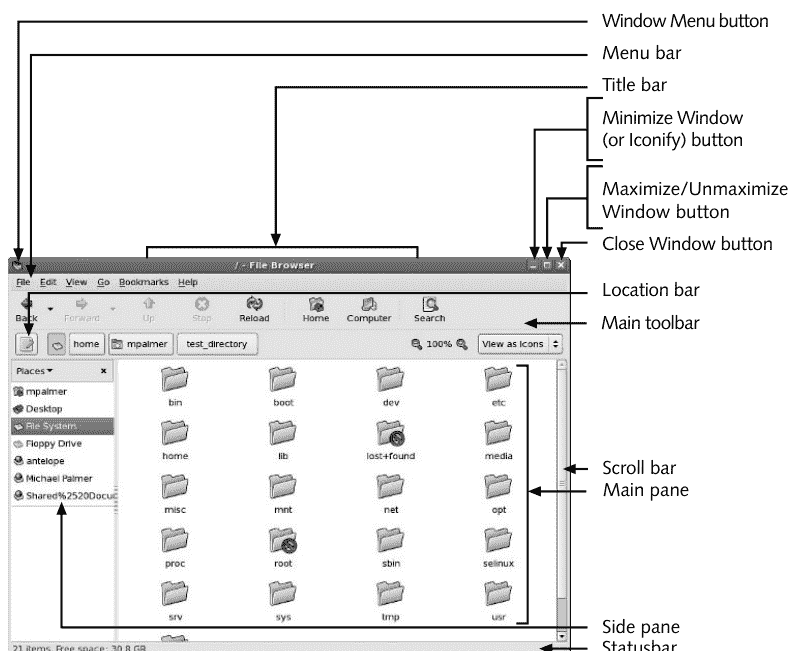 Window Menu button
Menu bar
Title bar
Minimize Window
(or Iconify) button
Maximize/Unmaximize
Window button
Close Window button
/ - File Browser
File Edit View Go Bookmarks Help
Location bar
Back Forward Up Stop Reload Home Computer Search
Main toolbar
home mpalmer test_directory 100% View as Icons
Places
mpalmer
Desktop
File System
Floppy Drive
antelope
Michael Palmer
Shared%2520Docu
bin boot dev etc
home lib lost+found media
Scroll bar
Main pane
misc mnt net opt
proc root sbin selinux
srv sys tmp usr
Side pane
21 items, Free space: 30.8 GB
Statusbar